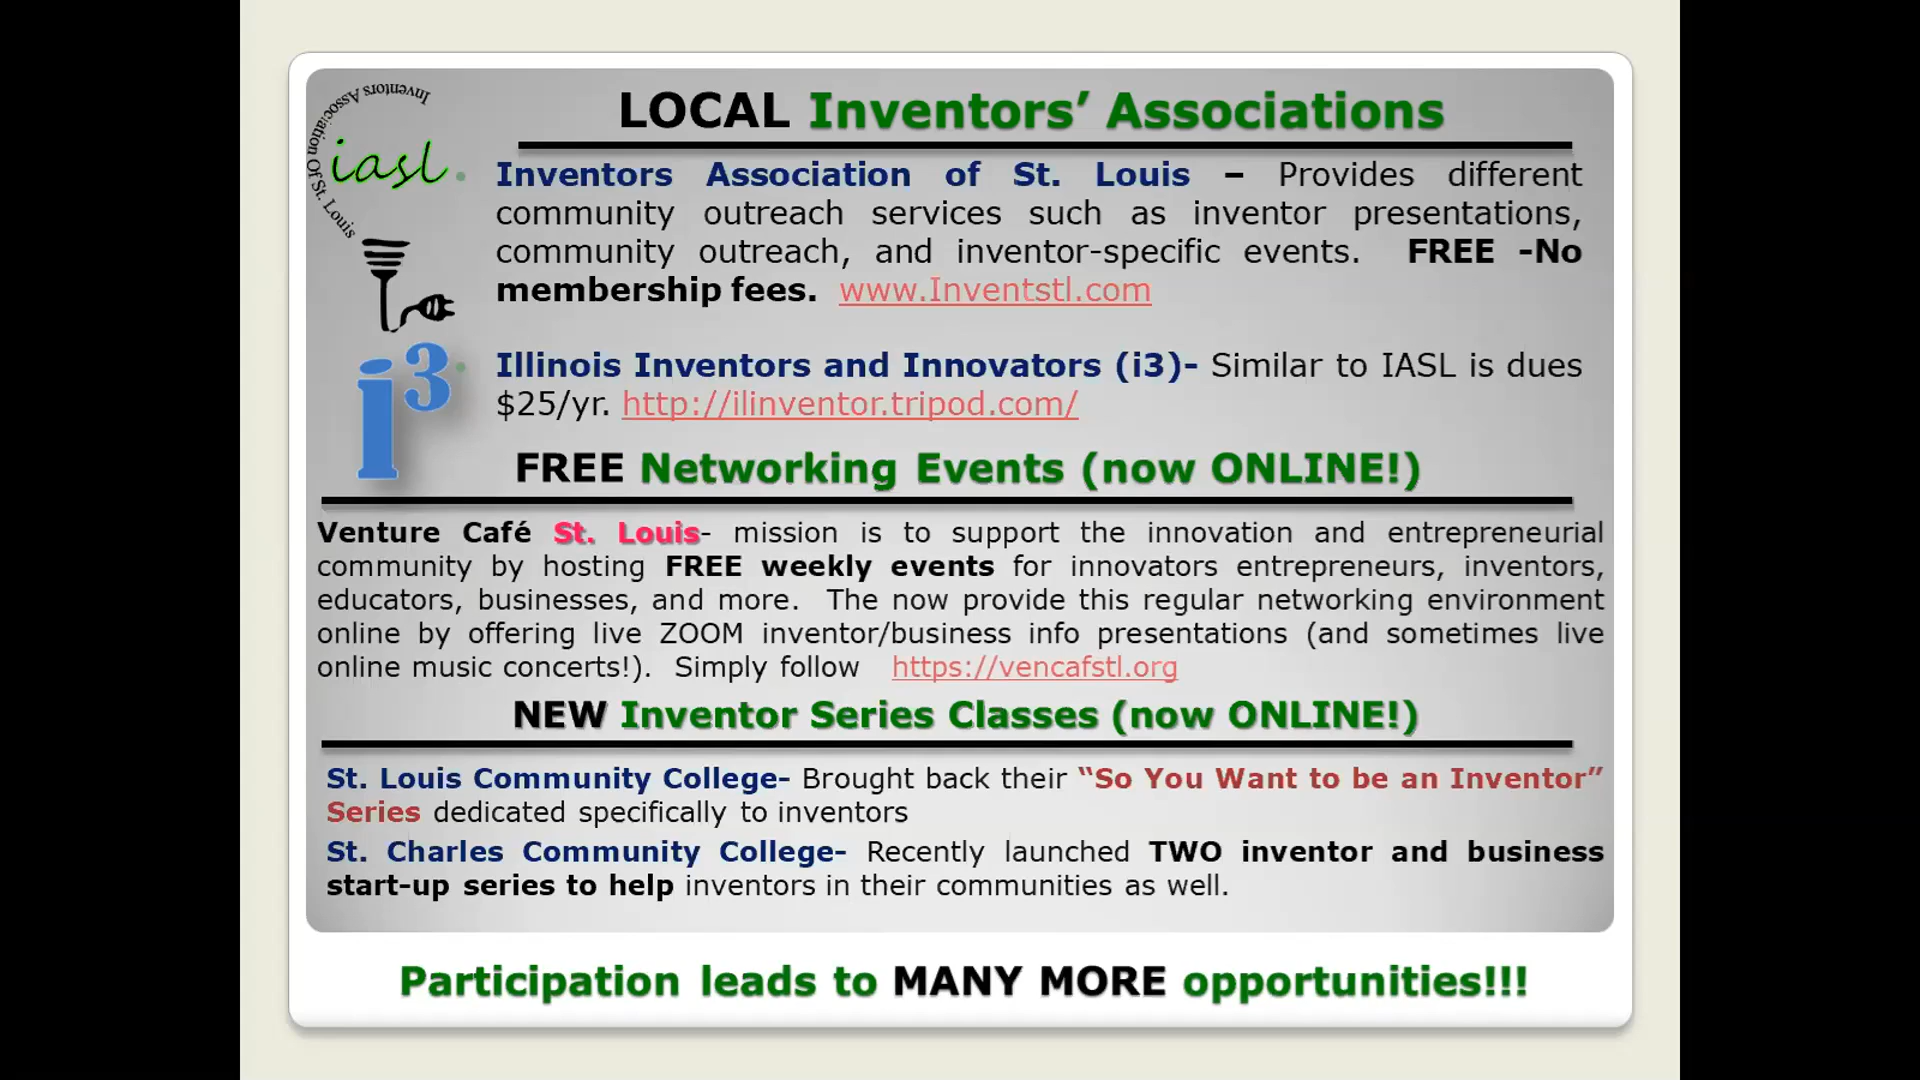 Inventors Association Of St. Louis
iasl
LOCAL Inventors’ Associations
• Inventors Association of St. Louis – Provides different
community outreach services such as inventor presentations,
community outreach, and inventor-specific events. FREE -No
membership fees. www.Inventstl.com
i3
• Illinois Inventors and Innovators (i3)- Similar to IASL is dues
$25/yr. http://ilinventor.tripod.com/
FREE Networking Events (now ONLINE!)
Venture Café St. Louis- mission is to support the innovation and entrepreneurial
community by hosting FREE weekly events for innovators entrepreneurs, inventors,
educators, businesses, and more. The now provide this regular networking environment
online by offering live ZOOM inventor/business info presentations (and sometimes live
online music concerts!). Simply follow https://vencafstl.org
NEW Inventor Series Classes (now ONLINE!)
St. Louis Community College- Brought back their “So You Want to be an Inventor”
Series dedicated specifically to inventors
St. Charles Community College- Recently launched TWO inventor and business
start-up series to help inventors in their communities as well.
Participation leads to MANY MORE opportunities!!!